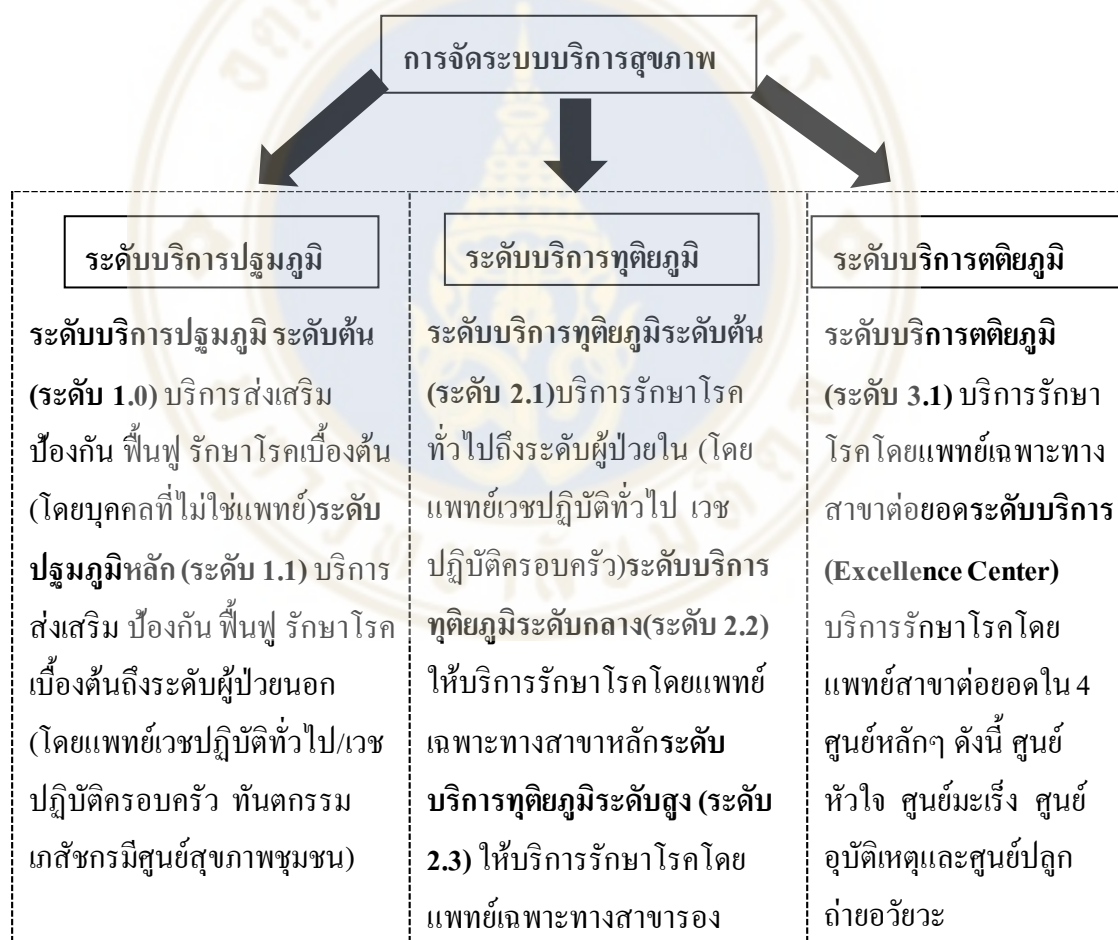 การจัดระบบบริการสุขภาพ
ระดับบริการปฐมภูมิ
ระดับบริการปฐมภูมิ ระดับต้น
(ระดับ 1.0) บริการส่งเสริม
ป้องกัน ฟื้นฟู รักษาโรคเบื้องต้น
(โดยบุคคลที่ไม่ใช่แพทย์)ระดับ
ปฐมภูมิหลัก (ระดับ 1.1) บริการ
ส่งเสริม ป้องกัน ฟื้นฟู รักษาโรค
เบื้องต้นถึงระดับผู้ป่วยนอก
(โดยแพทย์เวชปฏิบัติทั่วไป/เวช
ปฏิบัติครอบครัว ทันตกรรม
เภสัชกรมีศูนย์สุขภาพชุมชน)
ระดับบริการทุติยภูมิ
ระดับบริการทุติยภูมิระดับต้น
(ระดับ 2.1)บริการรักษาโรค
ทั่วไปถึงระดับผู้ป่วยใน (โดย
แพทย์เวชปฏิบัติทั่วไป เวช
ปฏิบัติครอบครัว)ระดับบริการ
ทุติยภูมิระดับกลาง(ระดับ 2.2)
ให้บริการรักษาโรคโดยแพทย์
เฉพาะทางสาขาหลักระดับ
บริการทุติยภูมิระดับสูง (ระดับ
2.3) ให้บริการรักษาโรคโดย
แพทย์เฉพาะทางสาขารอง
ระดับบริการตติยภูมิ
ระดับบริการตติยภูมิ
(ระดับ 3.1) บริการรักษา
โรคโดยแพทย์เฉพาะทาง
สาขาต่อยอดระดับบริการ
(Excellence Center)
บริการรักษาโรคโดย
แพทย์สาขาต่อยอดใน 4
ศูนย์หลักๆ ดังนี้ ศูนย์
หัวใจ ศูนย์มะเร็ง ศูนย์
อุบัติเหตุและศูนย์ปลูก
ถ่ายอวัยวะ